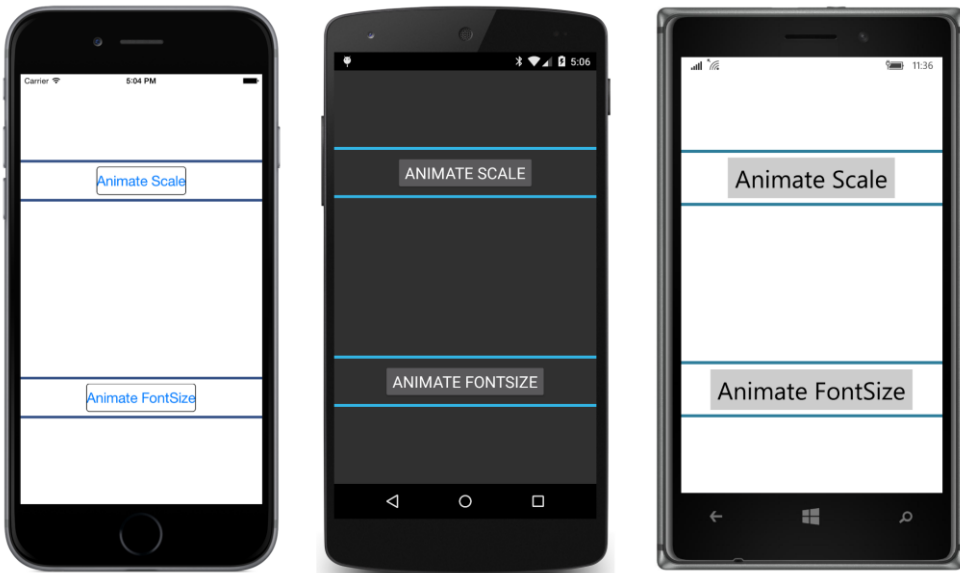 Carrier 5:04 PM
Animate Scale
Animate FontSize
5:06
ANIMATE SCALE
ANIMATE FONTSIZE
11:36
Animate Scale
Animate FontSize